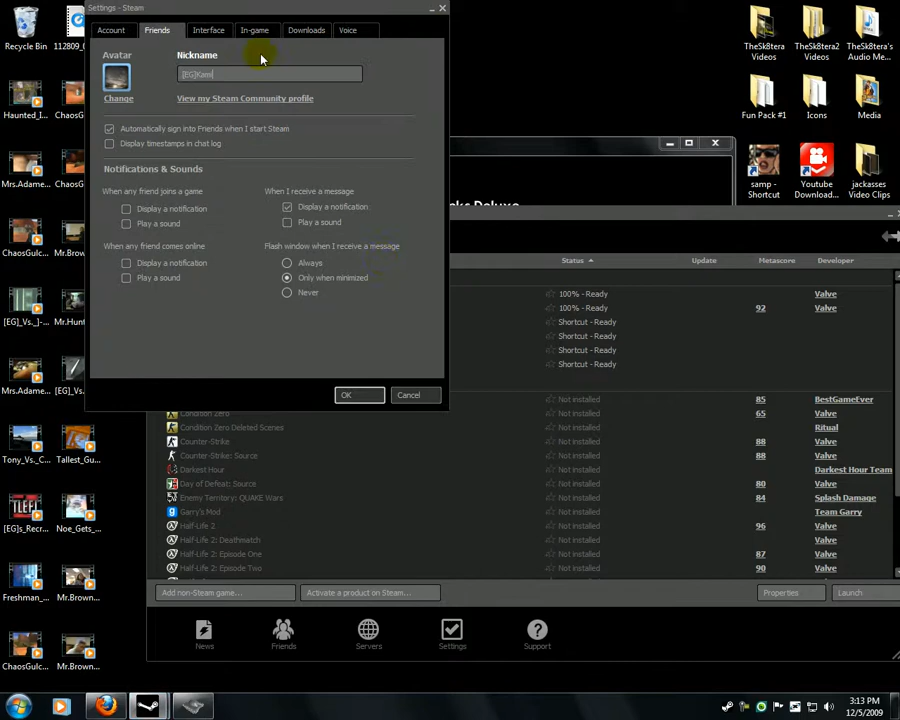 Settings - Steam
Account Friends Interface In-game Downloads Voice
Avatar
Nickname
[EG]Kami
Change
View my Steam Community profile
Automatically sign into Friends when I start Steam
Display timestamps in chat log
Notifications & Sounds
When any friend joins a game
When I receive a message
Display a notification
Display a notification
Play a sound
Play a sound
When any friend comes online
Flash window when I receive a message
Display a notification
Always
Play a sound
Only when minimized
Never
OK Cancel
Recycle Bin
Haunted_I...
ChaosG...
Mrs.Adame...
ChaosGulc...
[EG]_Vs._]-...
Mr.Hunt...
Mrs.Adame...
[EG]_Vs...
Tony_Vs._C...
Tallest_Gu...
[EG]s_Recr...
Noe_Gets_...
Freshman_...
Mr.Brown...
ChaosGulc...
Mr.Brown...
TheSk8tera Videos
TheSk8tera2 Videos
TheSk8tera's Audio Me...
Fun Pack #1
Icons
Media
samp - Shortcut
Youtube Download...
jackasses Video Clips
Status Update Metascore Developer
100% - Ready Valve
100% - Ready 92 Valve
Shortcut - Ready
Shortcut - Ready
Shortcut - Ready
Shortcut - Ready
Not installed 85 BestGameEver
Condition Zero Not installed 65 Valve
Condition Zero Deleted Scenes Not installed Ritual
Counter-Strike Not installed 88 Valve
Counter-Strike: Source Not installed 88 Valve
Darkest Hour Not installed Darkest Hour Team
Day of Defeat: Source Not installed 80 Valve
Enemy Territory: QUAKE Wars Not installed 84 Splash Damage
Garry's Mod Not installed Team Garry
Half-Life 2 Not installed 96 Valve
Half-Life 2: Deathmatch Not installed Valve
Half-Life 2: Episode One Not installed 87 Valve
Half-Life 2: Episode Two Not installed 90 Valve
Add non-Steam game... Activate a product on Steam... Properties Launch
News Friends Servers Settings Support
3:13 PM
12/5/2009